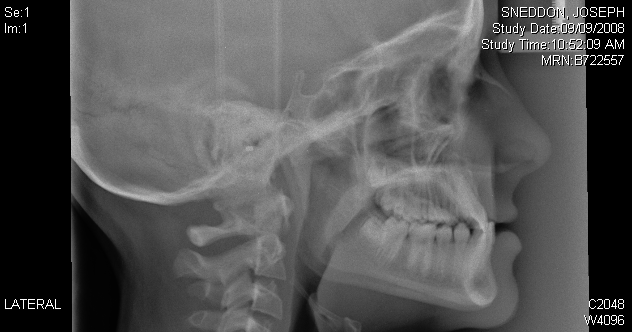 Se:1
Im:1
SNEDDON, JOSEPH
Study Date:09/09/2008
Study Time:10:52:09 AM
MRN:B722557
LATERAL
C2048
W4096